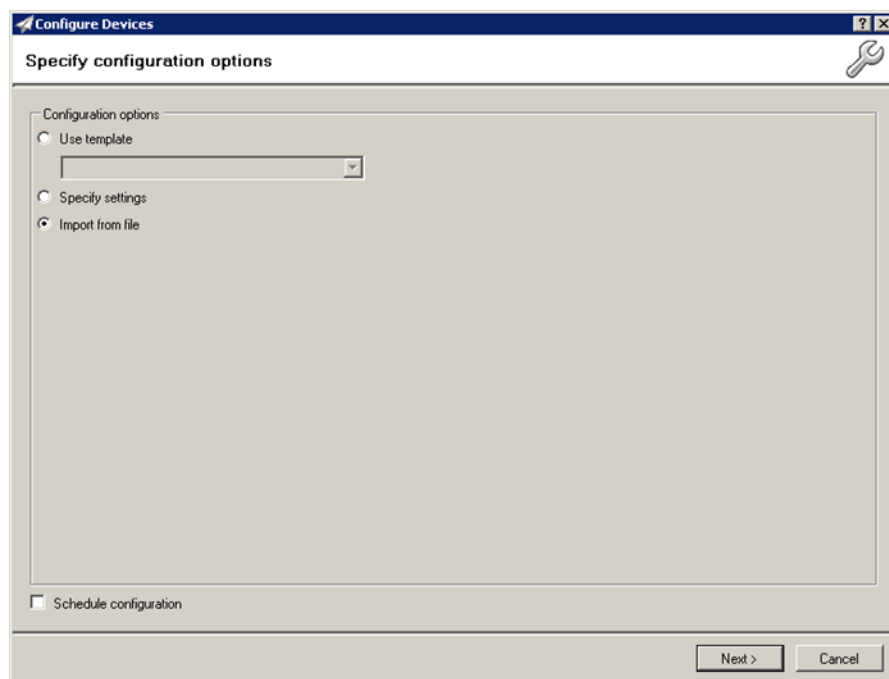 Configure Devices
Specify configuration options
Configuration options
Use template
Specify settings
Import from file
Schedule configuration
Next >
Cancel